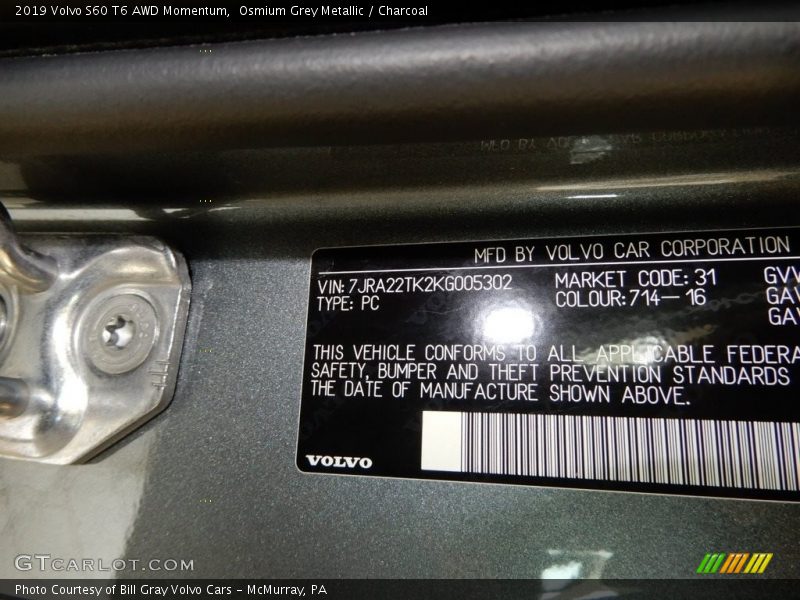 2019 Volvo S60 T6 AWD Momentum,  Osmium Grey Metallic / Charcoal
MFD BY VOLVO CAR CORPORATION
VIN: 7JRA22TK2KG005302
MARKET CODE: 31
TYPE: PC
COLOUR: 714-16
THIS VEHICLE CONFORMS TO ALL APPLICABLE FEDERA
SAFETY, BUMPER AND THEFT PREVENTION STANDARDS
THE DATE OF MANUFACTURE SHOWN ABOVE.
VOLVO
GTCARLOT.COM
Photo Courtesy of Bill Gray Volvo Cars - McMurray, PA